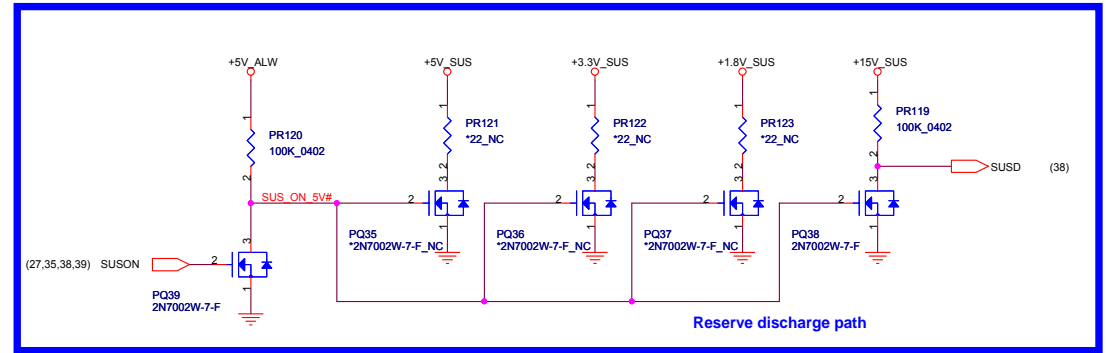 +5V_ALW
+5V_SUS
+3.3V_SUS
+1.8V_SUS
+15V_SUS
1
1
1
1
1
PR120
100K_0402
PR121
*22_NC
PR122
*22_NC
PR123
*22_NC
PR119
100K_0402
2
2
2
2
2
SUSD
(38)
SUS_ON_5V#
3
3
3
3
2
2
2
2
1
1
1
1
PQ35
*2N7002W-7-F_NC
PQ36
*2N7002W-7-F_NC
PQ37
*2N7002W-7-F_NC
PQ38
2N7002W-7-F
3
(27,35,38,39)
SUSON
2
1
PQ39
2N7002W-7-F
Reserve discharge path